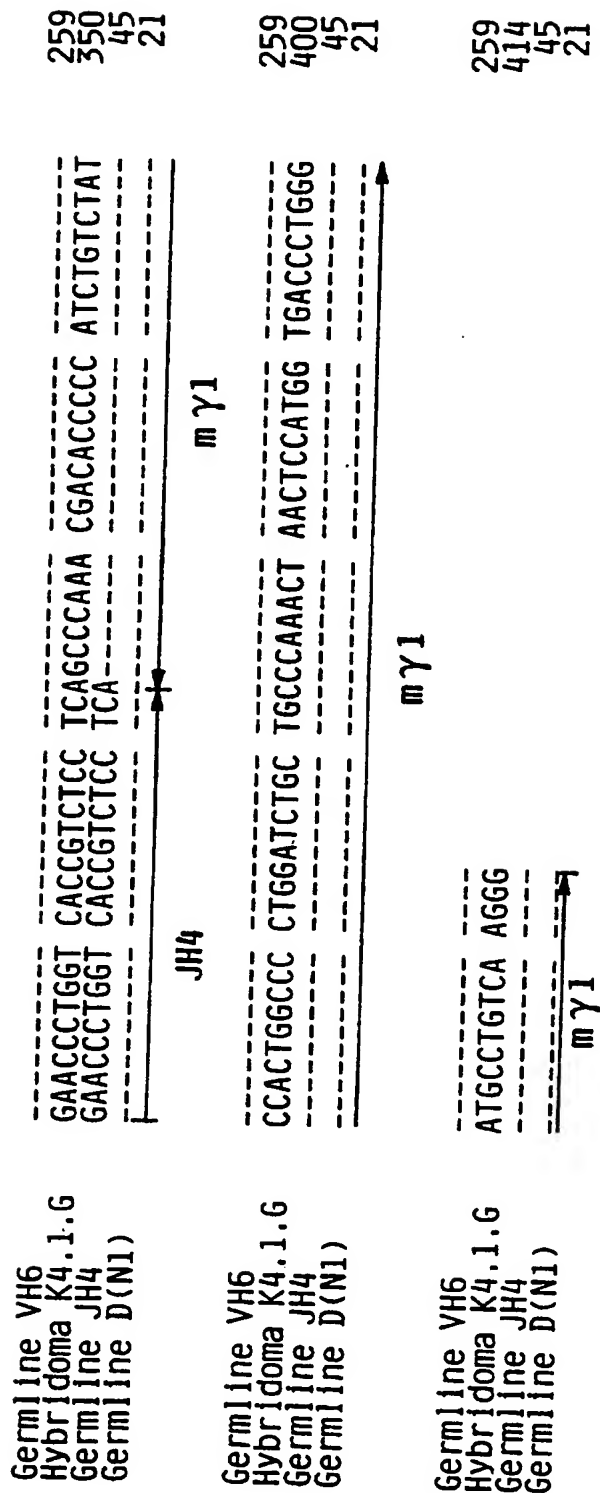 Germline VH6 ---------- ---------- ---------- ---------- ---------- 259
Hybridoma K4.1.G GAACCCTGGT CACCGTCTCC TCAGCCCAAA CGACACCCCC ATCTGTCTAT 350
Germline JH4 GAACCCTGGT CACCGTCTCC TCA------- ---------- ---------- 45
Germline D(N1) ---------- ---------- ---------- ---------- ---------- 21
JH4 mγ1
Germline VH6 ---------- ---------- ---------- ---------- ---------- 259
Hybridoma K4.1.G CCACTGGCCC CTGGATCTGC TGCCCAAACT AACTCCATGG TGACCCTGGG 400
Germline JH4 ---------- ---------- ---------- ---------- ---------- 45
Germline D(N1) ---------- ---------- ---------- ---------- ---------- 21
mγ1
Germline VH6 ---------- ---- 259
Hybridoma K4.1.G ATGCCTGTCA AGGG 414
Germline JH4 ---------- ---- 45
Germline D(N1) ---------- ---- 21
mγ1